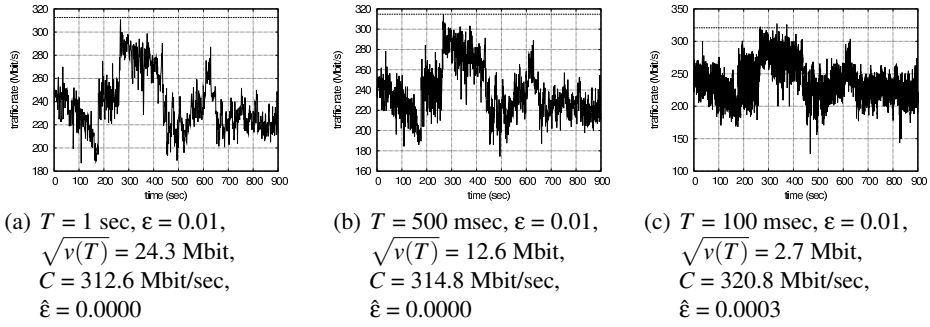 320
300
280
260
240
220
200
180
traffic rate (Mbit/s)
0 100 200 300 400 500 600 700 800 900
time (sec)
(a) T = 1 sec, ε = 0.01,
√v(T) = 24.3 Mbit,
C = 312.6 Mbit/sec,
ε̂ = 0.0000
320
300
280
260
240
220
200
180
160
traffic rate (Mbit/s)
0 100 200 300 400 500 600 700 800 900
time (sec)
(b) T = 500 msec, ε = 0.01,
√v(T) = 12.6 Mbit,
C = 314.8 Mbit/sec,
ε̂ = 0.0000
350
300
250
200
150
100
traffic rate (Mbit/s)
0 100 200 300 400 500 600 700 800 900
time (sec)
(c) T = 100 msec, ε = 0.01,
√v(T) = 2.7 Mbit,
C = 320.8 Mbit/sec,
ε̂ = 0.0003